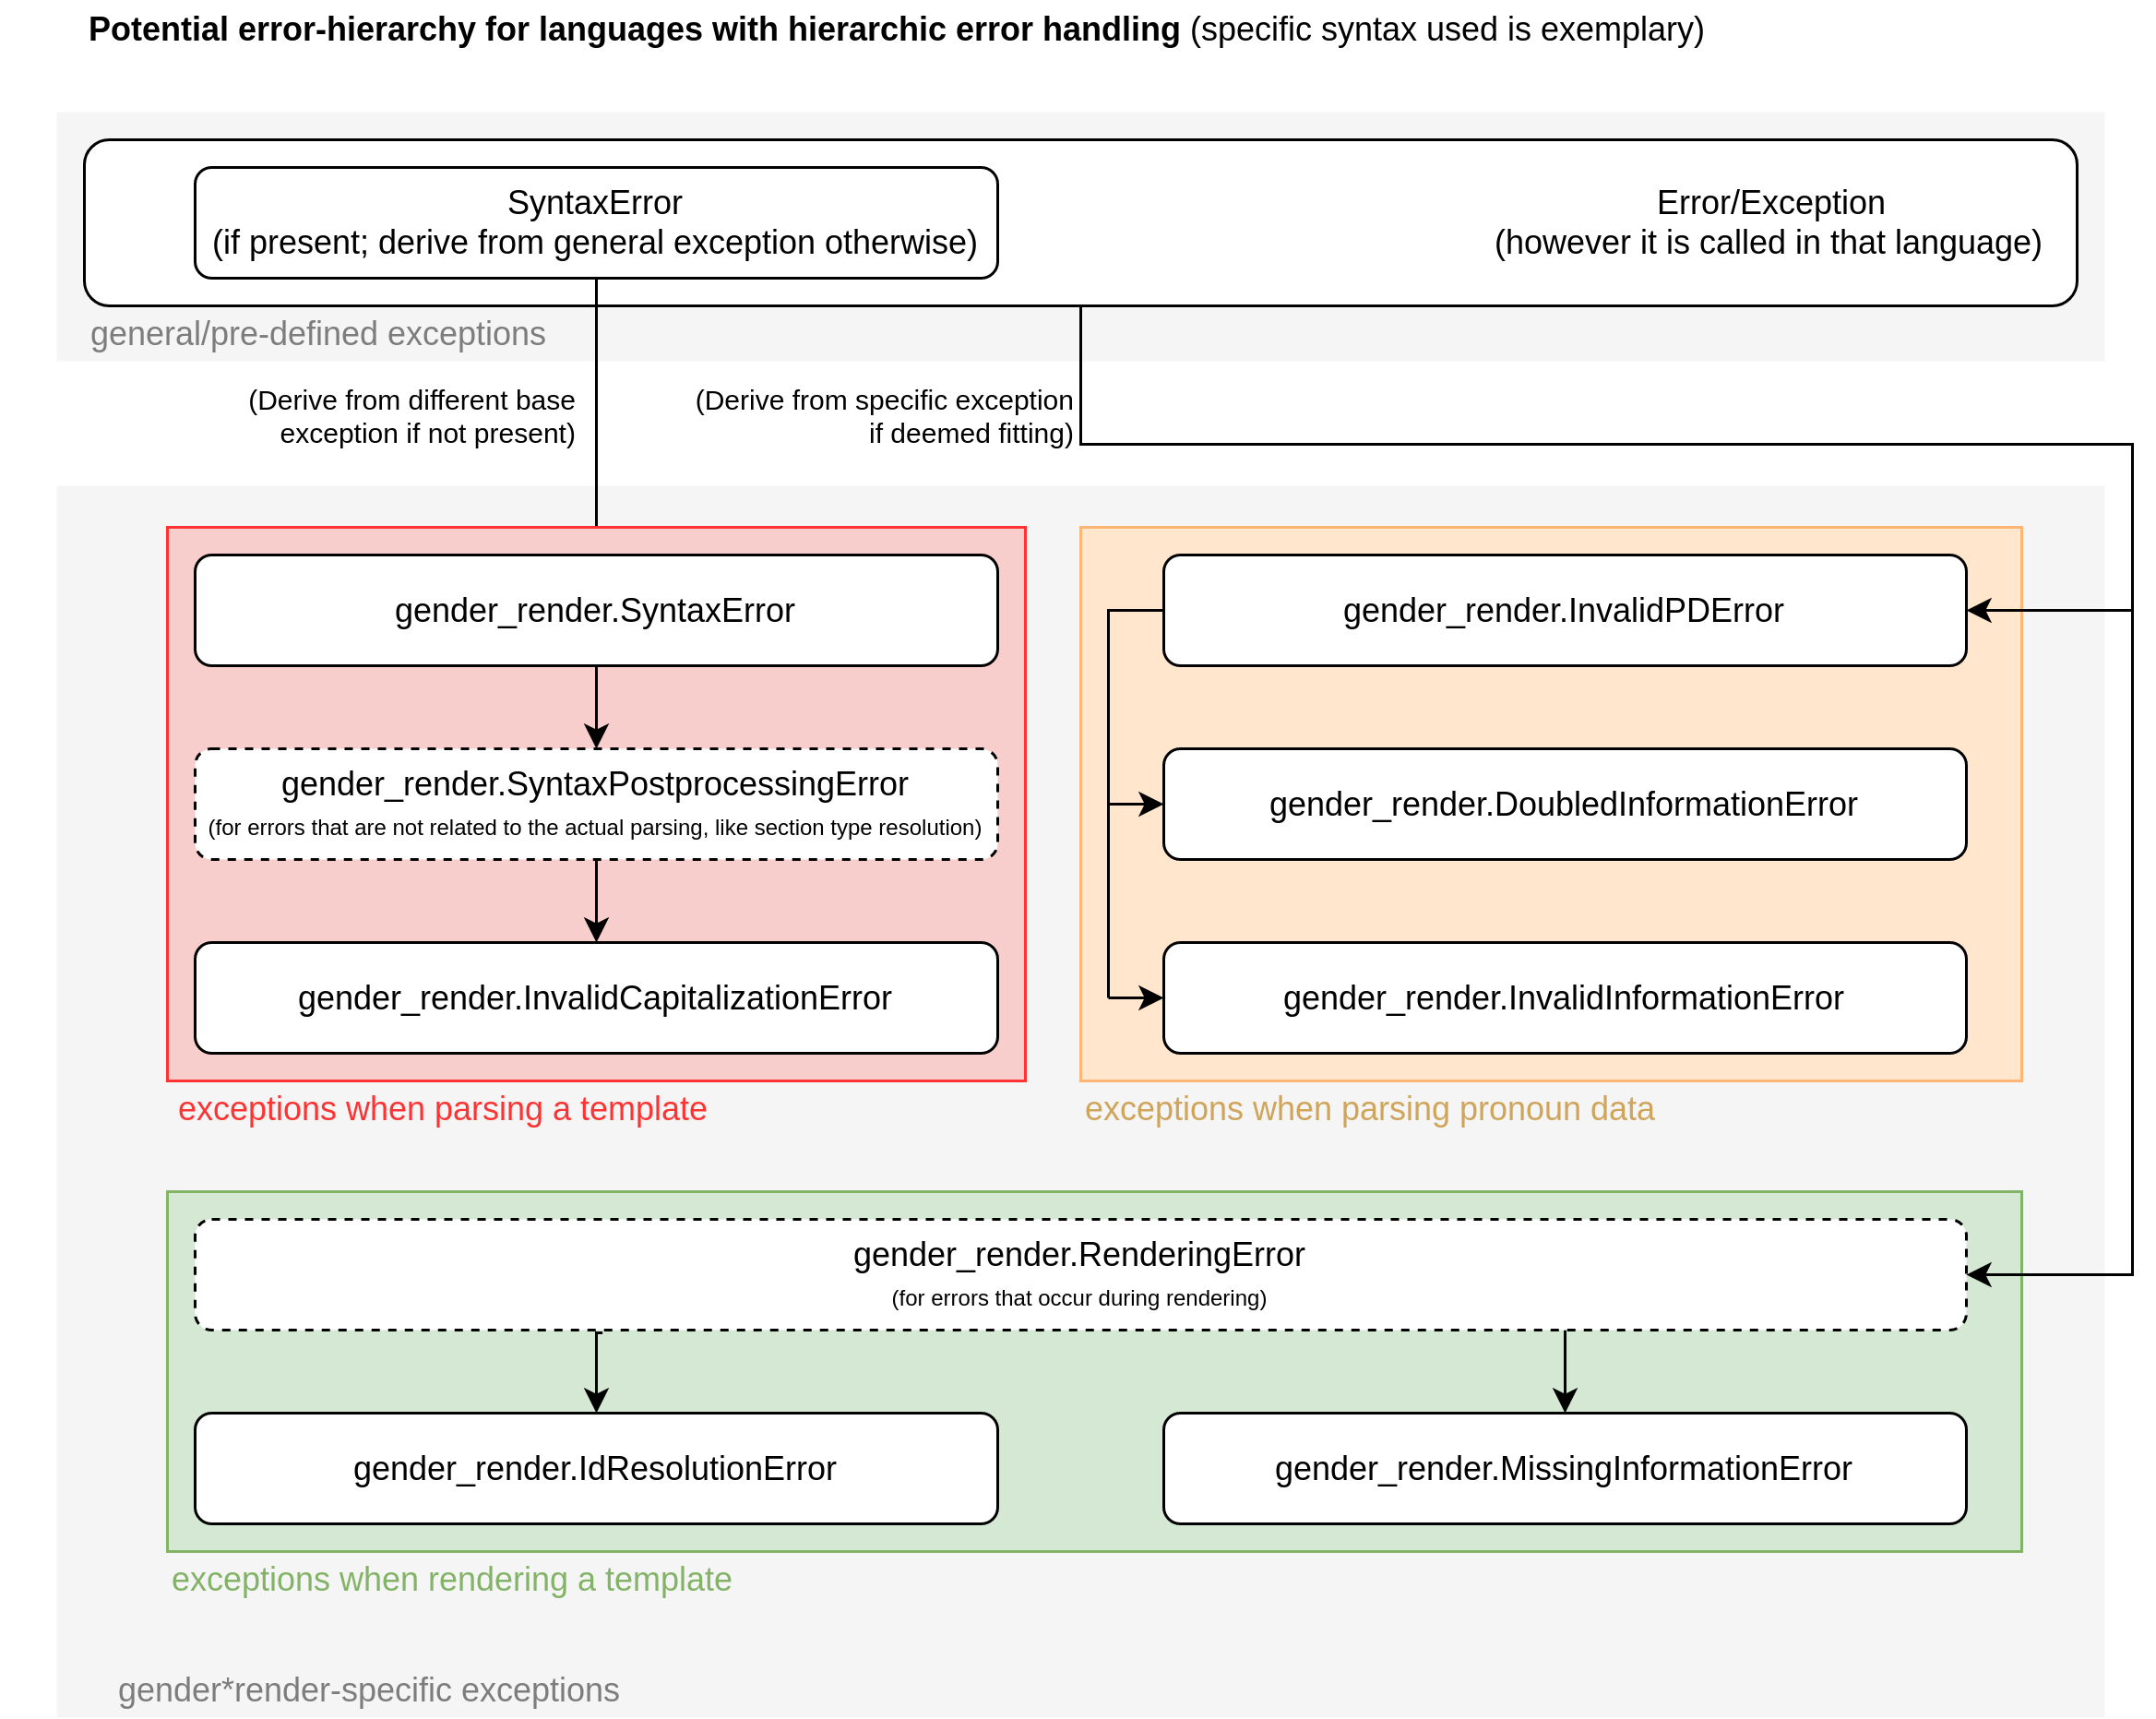 Potential error-hierarchy for languages with hierarchic error handling (specific syntax used is exemplary)
SyntaxError
(if present; derive from general exception otherwise)
Error/Exception
(however it is called in that language)
general/pre-defined exceptions
(Derive from different base
exception if not present)
(Derive from specific exception
if deemed fitting)
gender_render.SyntaxError
gender_render.SyntaxPostprocessingError
(for errors that are not related to the actual parsing, like section type resolution)
gender_render.InvalidCapitalizationError
exceptions when parsing a template
gender_render.InvalidPDError
gender_render.DoubledInformationError
gender_render.InvalidInformationError
exceptions when parsing pronoun data
gender_render.RenderingError
(for errors that occur during rendering)
gender_render.IdResolutionError
gender_render.MissingInformationError
exceptions when rendering a template
gender*render-specific exceptions